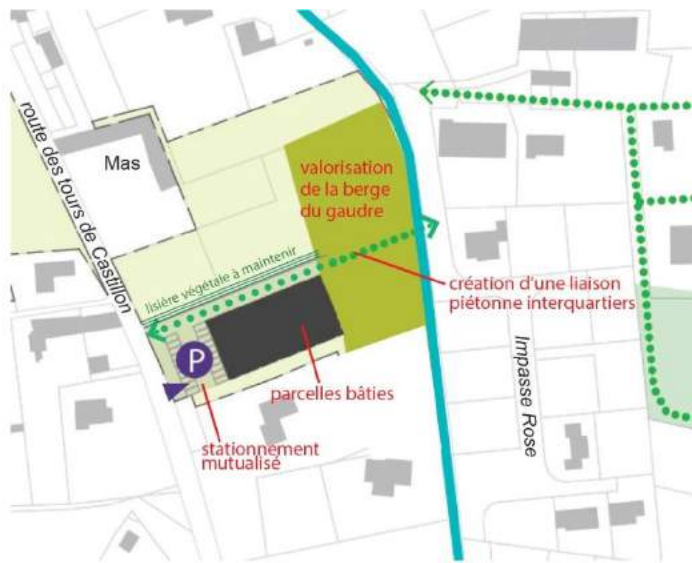 route des tours de Castillon
Mas
valorisation
de la berge
du gaudre
lisière végétale à maintenir
création d'une liaison
piétonne interquartiers
P
parcelles bâties
stationnement
mutualisé
Impasse Rose